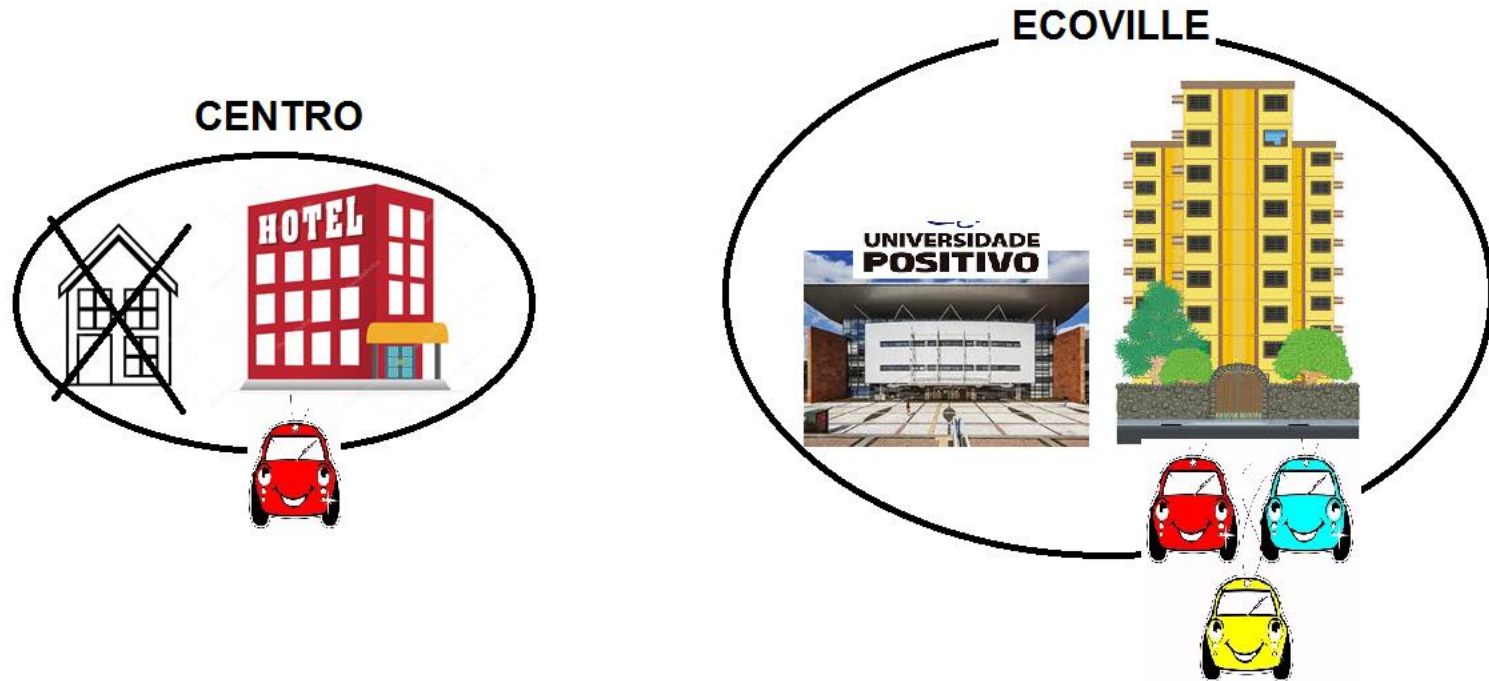 CENTRO
HOTEL
ECOVILLE
UNIVERSIDADE
POSITIVO